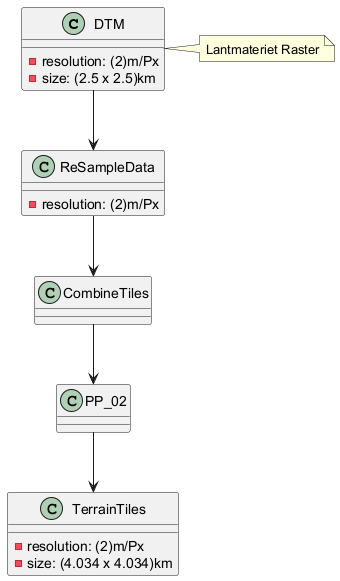 C DTM
Lantmateriet Raster
resolution: (2)m/Px
size: (2.5 x 2.5)km
C ReSampleData
resolution: (2)m/Px
C CombineTiles
C PP_02
C TerrainTiles
resolution: (2)m/Px
size: (4.034 x 4.034)km